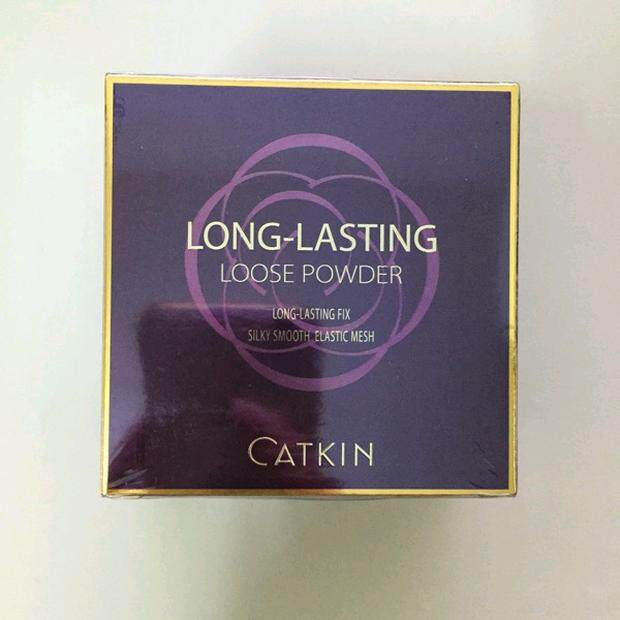 LONG-LASTING
LOOSE POWDER
LONG-LASTING FIX
SILKY SMOOTH ELASTIC MESH
CATKIN